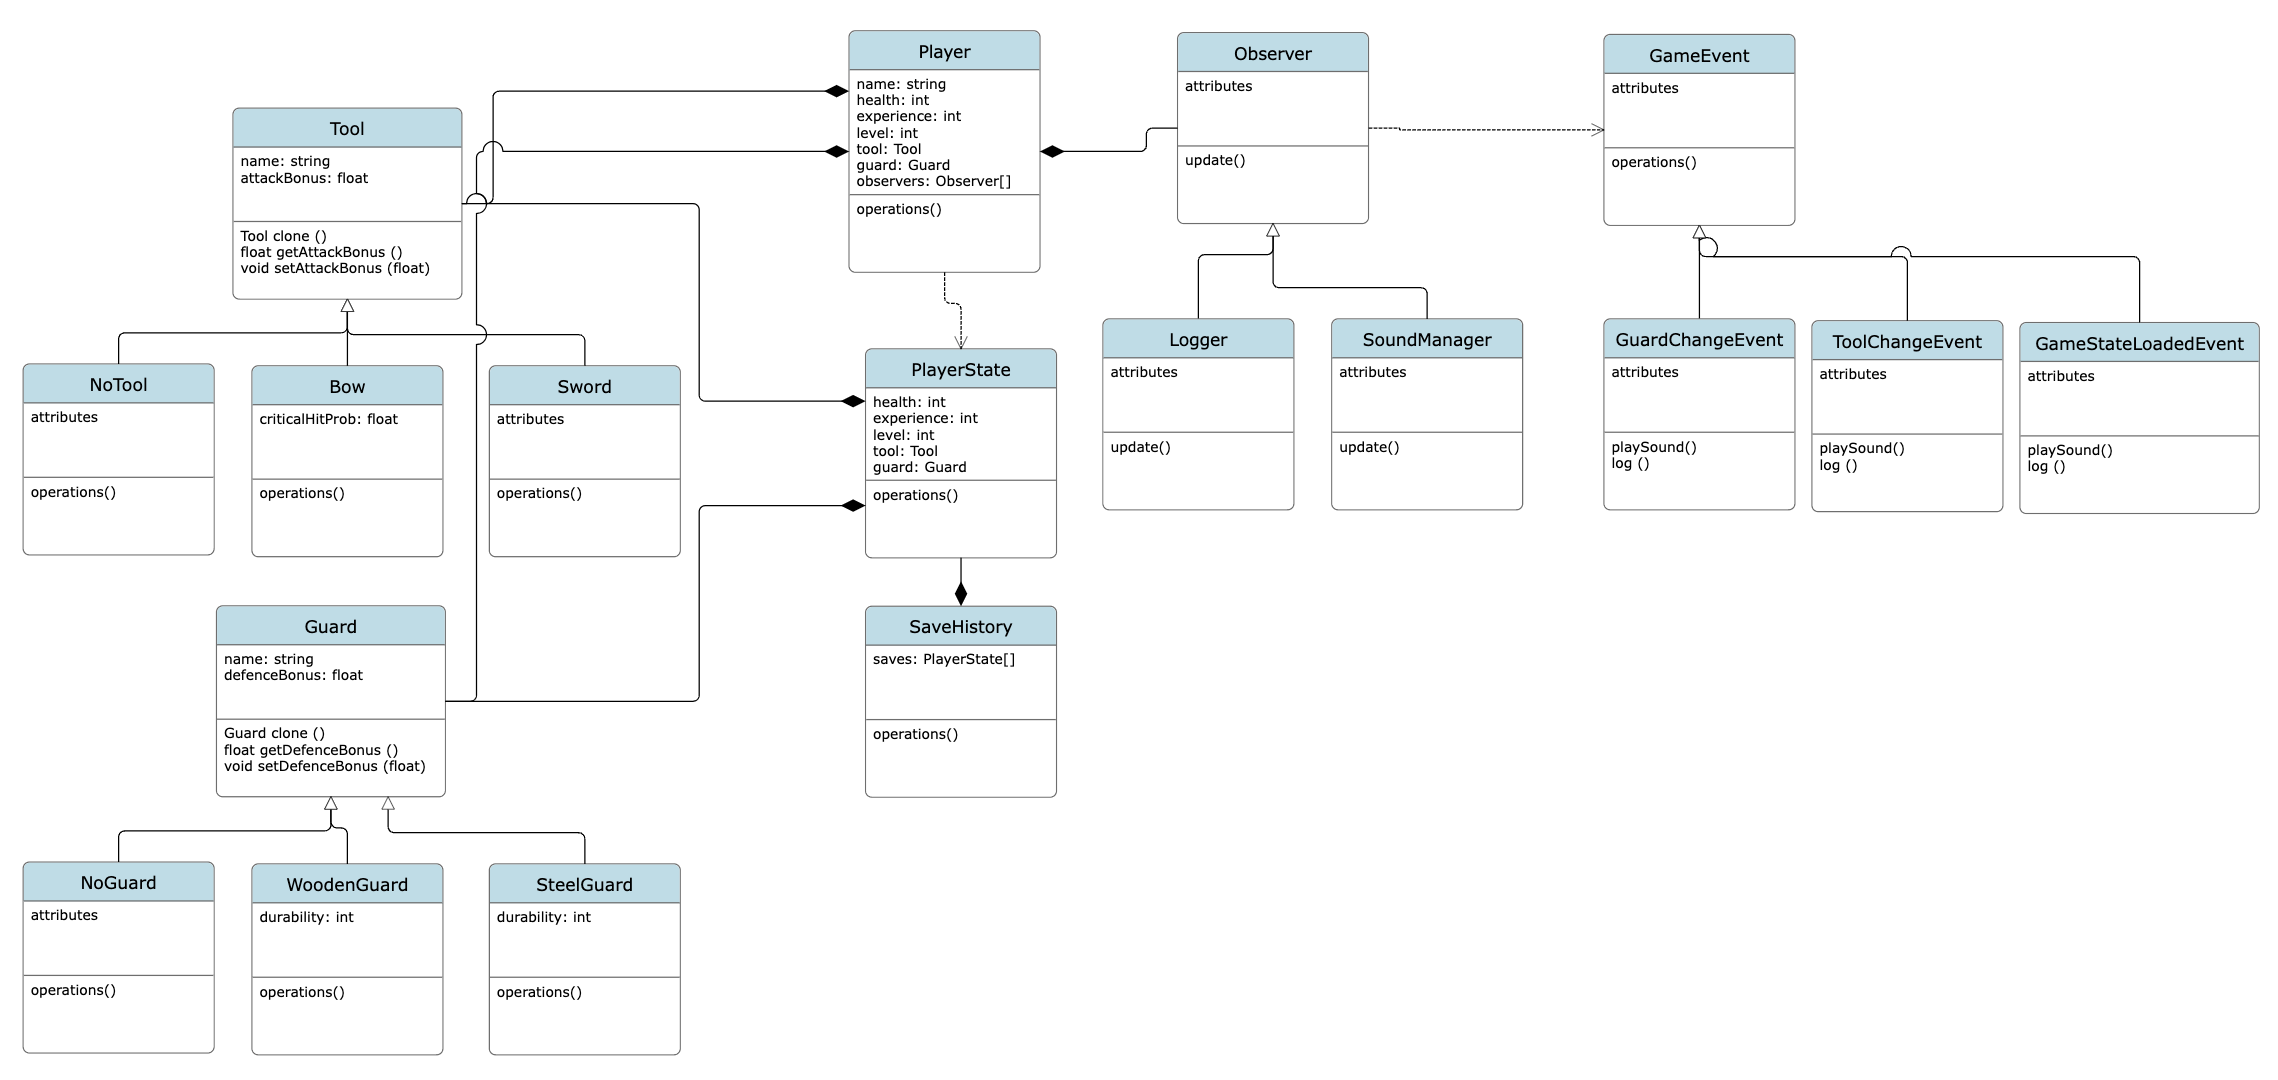 Player
name: string
health: int
experience: int
level: int
tool: Tool
guard: Guard
observers: Observer[]
operations()
Observer
attributes
update()
GameEvent
attributes
operations()
Tool
name: string
attackBonus: float
Tool clone ()
float getAttackBonus ()
void setAttackBonus (float)
NoTool
attributes
operations()
Bow
criticalHitProb: float
operations()
Sword
attributes
operations()
PlayerState
health: int
experience: int
level: int
tool: Tool
guard: Guard
operations()
Logger
attributes
update()
SoundManager
attributes
update()
GuardChangeEvent
attributes
playSound()
log ()
ToolChangeEvent
attributes
playSound()
log ()
GameStateLoadedEvent
attributes
playSound()
log ()
Guard
name: string
defenceBonus: float
Guard clone ()
float getDefenceBonus ()
void setDefenceBonus (float)
SaveHistory
saves: PlayerState[]
operations()
NoGuard
attributes
operations()
WoodenGuard
durability: int
operations()
SteelGuard
durability: int
operations()